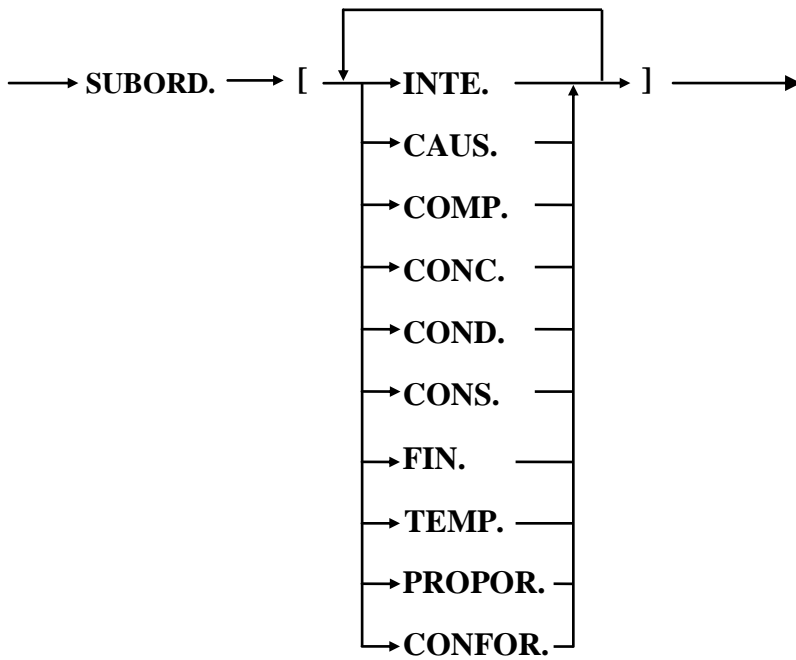 SUBORD. [ INTE. ]
CAUS.
COMP.
CONC.
COND.
CONS.
FIN.
TEMP.
PROPOR.
CONFOR.